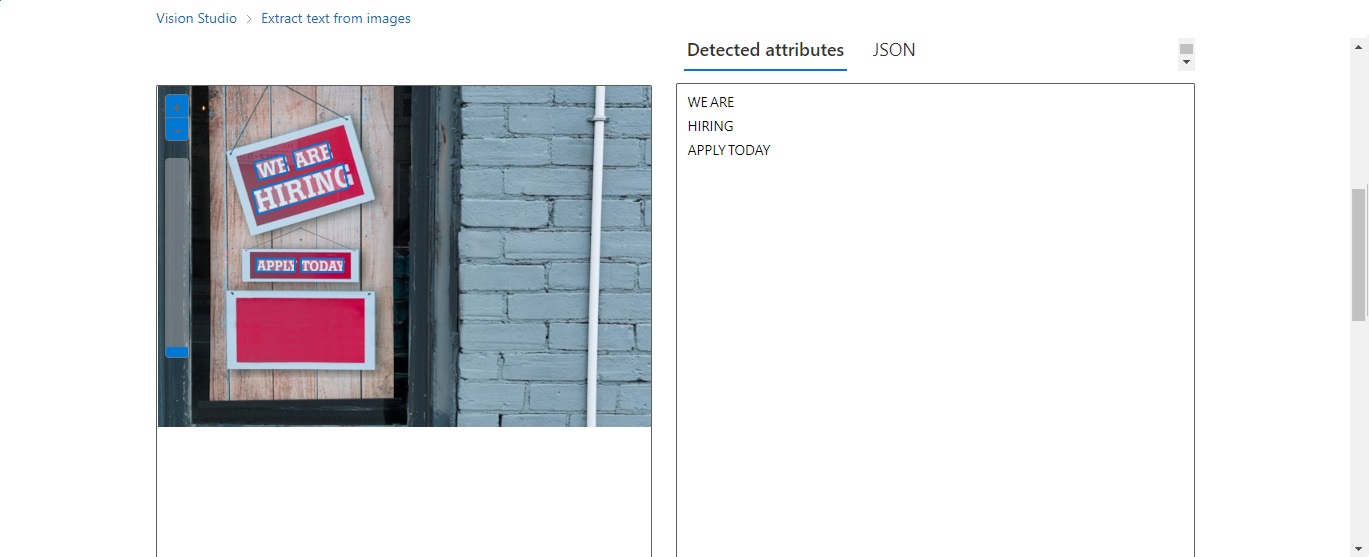 Vision Studio > Extract text from images
Detected attributes JSON
WE ARE
HIRING
APPLY TODAY
WE ARE
HIRING
APPLY TODAY